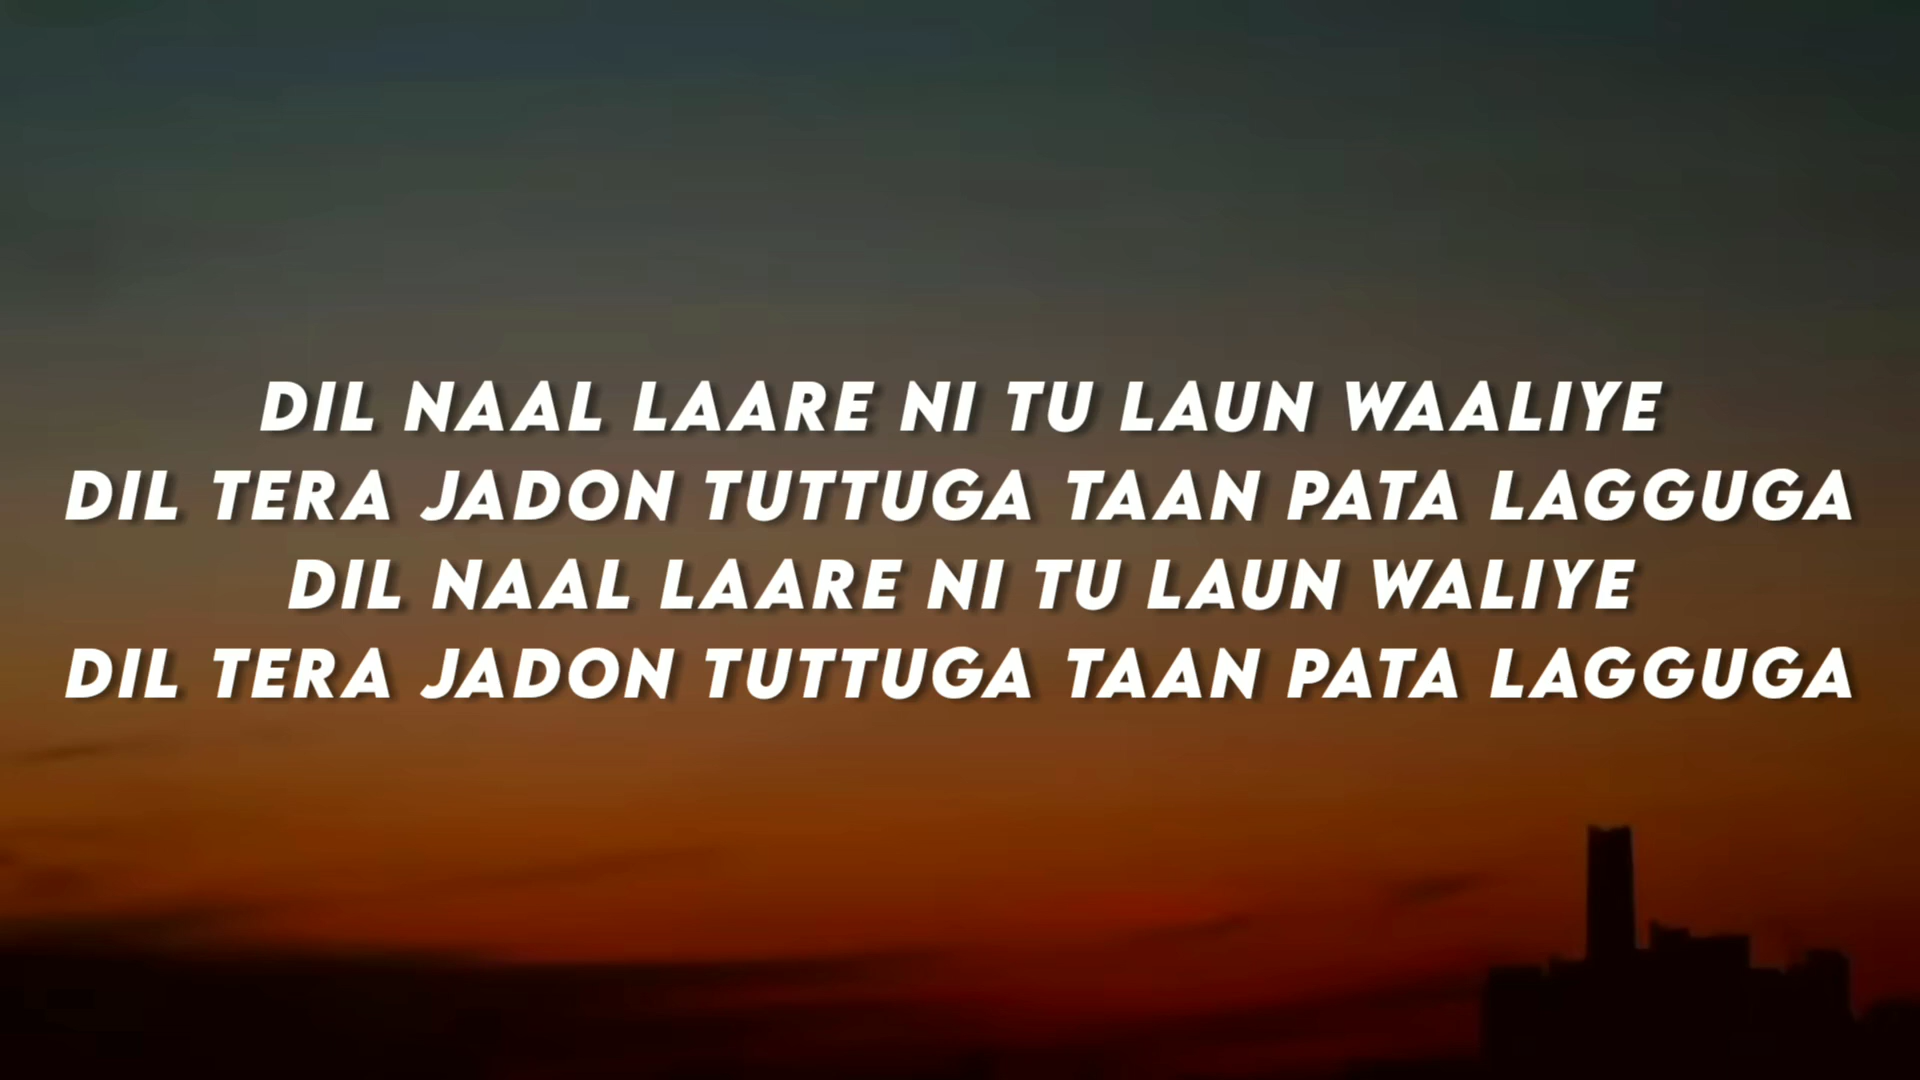 DIL NAAL LAARE NI TU LAUN WAALIYE
DIL TERA JADON TUTTUGA TAAN PATA LAGGUGA
DIL NAAL LAARE NI TU LAUN WALIYE
DIL TERA JADON TUTTUGA TAAN PATA LAGGUGA